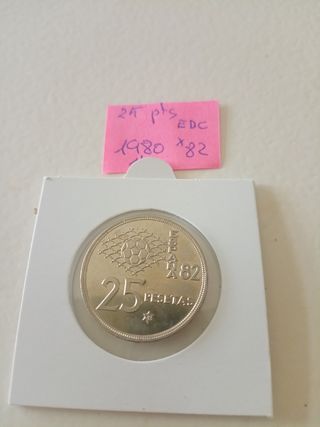 25 pts
EDC
1980 *82
ESPAÑA
82
25 PESETAS